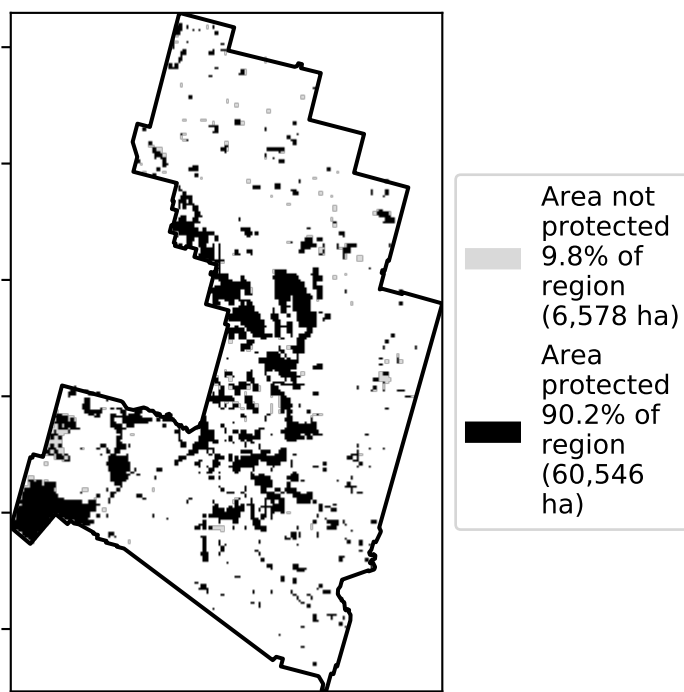 Area not
protected
9.8% of
region
(6,578 ha)
Area
protected
90.2% of
region
(60,546
ha)